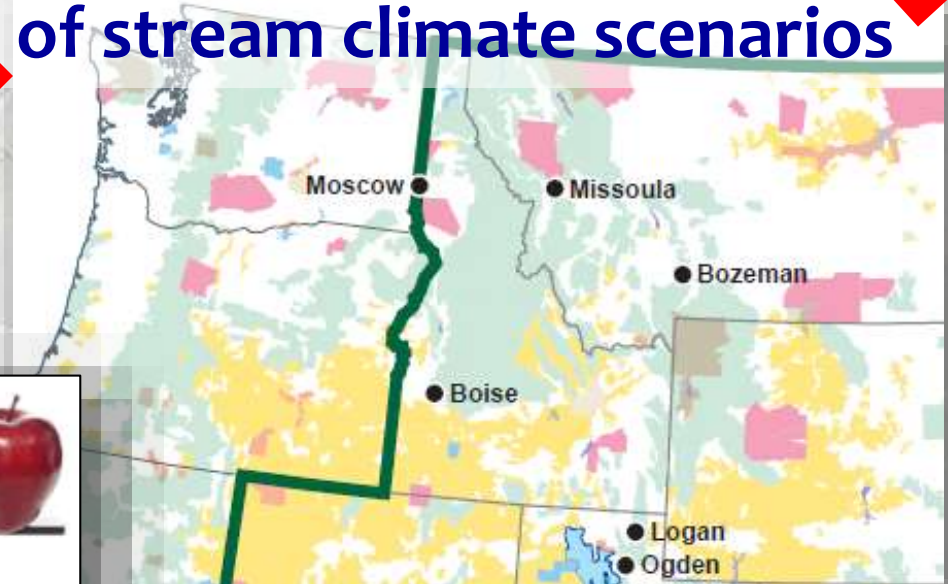 of stream climate scenarios
Moscow
Missoula
Bozeman
Boise
Logan
Ogden